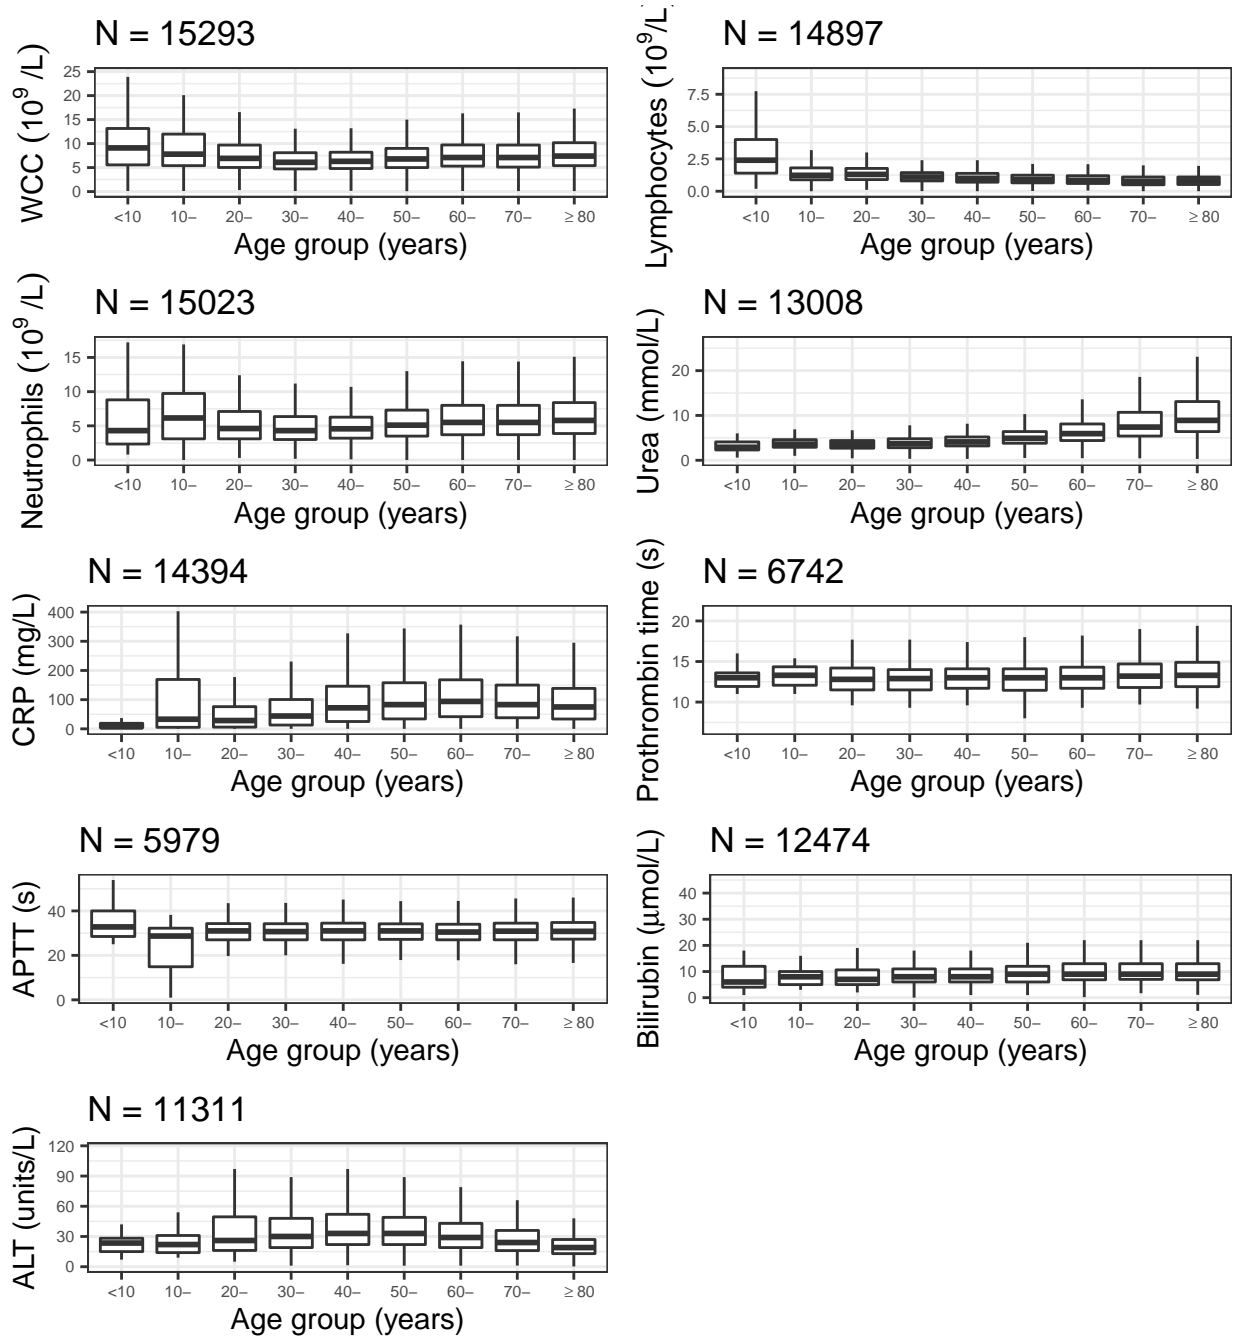 N = 15293
WCC (10⁹ /L)
25
20
15
10
5
0
<10 10– 20– 30– 40– 50– 60– 70– ≥ 80
Age group (years)
N = 14897
Lymphocytes (10⁹/L)
7.5
5.0
2.5
0.0
<10 10– 20– 30– 40– 50– 60– 70– ≥ 80
Age group (years)
N = 15023
Neutrophils (10⁹ /L)
15
10
5
0
<10 10– 20– 30– 40– 50– 60– 70– ≥ 80
Age group (years)
N = 13008
Urea (mmol/L)
20
10
0
<10 10– 20– 30– 40– 50– 60– 70– ≥ 80
Age group (years)
N = 14394
CRP (mg/L)
400
300
200
100
0
<10 10– 20– 30– 40– 50– 60– 70– ≥ 80
Age group (years)
N = 6742
Prothrombin time (s)
20
15
10
<10 10– 20– 30– 40– 50– 60– 70– ≥ 80
Age group (years)
N = 5979
APTT (s)
40
20
0
<10 10– 20– 30– 40– 50– 60– 70– ≥ 80
Age group (years)
N = 12474
Bilirubin (μmol/L)
40
30
20
10
0
<10 10– 20– 30– 40– 50– 60– 70– ≥ 80
Age group (years)
N = 11311
ALT (units/L)
120
90
60
30
0
<10 10– 20– 30– 40– 50– 60– 70– ≥ 80
Age group (years)